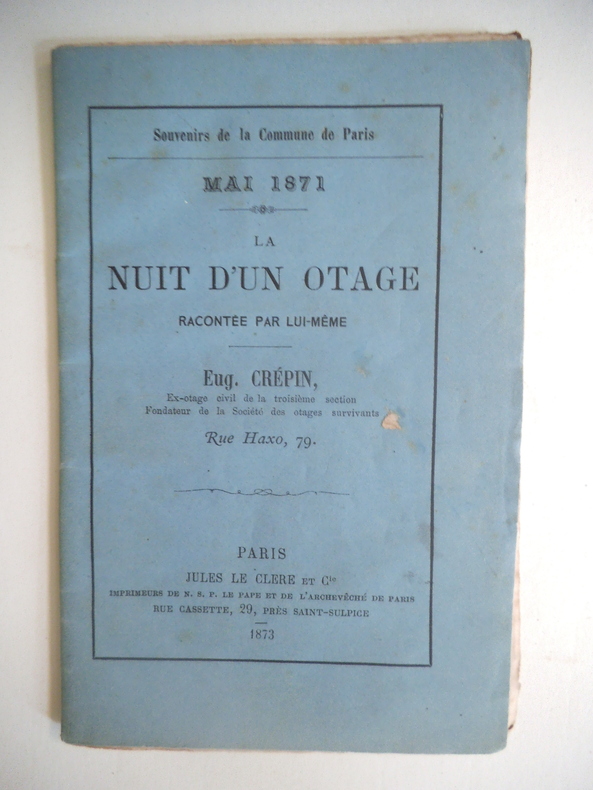 Souvenirs de la Commune de Paris
MAI 1871
LA
NUIT D'UN OTAGE
RACONTÉE PAR LUI-MÊME
Eug. CRÉPIN,
Ex-otage civil de la troisième section
Fondateur de la Société des otages survivants
Rue Haxo, 79.
PARIS
JULES LE CLERE ET Cie
IMPRIMEURS DE N. S. P. LE PAPE ET DE L'ARCHEVÊCHÉ DE PARIS
RUE CASSETTE, 29, PRÈS SAINT-SULPICE
1873